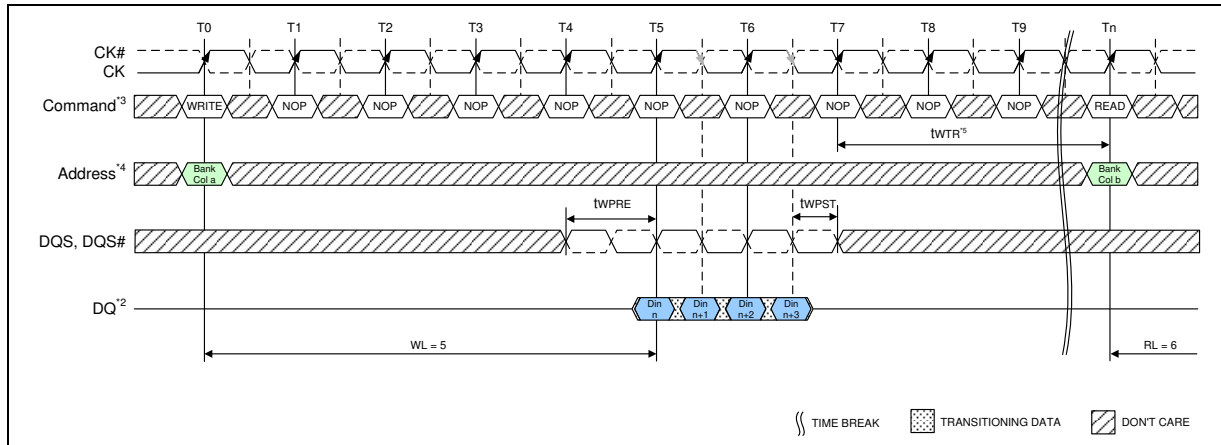 T0 T1 T2 T3 T4 T5 T6 T7 T8 T9 Tn
CK#
CK
Command*3 WRITE NOP NOP NOP NOP NOP NOP NOP NOP NOP READ
tWTR*5
Address*4 Bank Col a Bank Col b
tWPRE tWPST
DQS, DQS#
DQ*2 Din n Din n+1 Din n+2 Din n+3
WL = 5 RL = 6
TIME BREAK TRANSITIONING DATA DON'T CARE